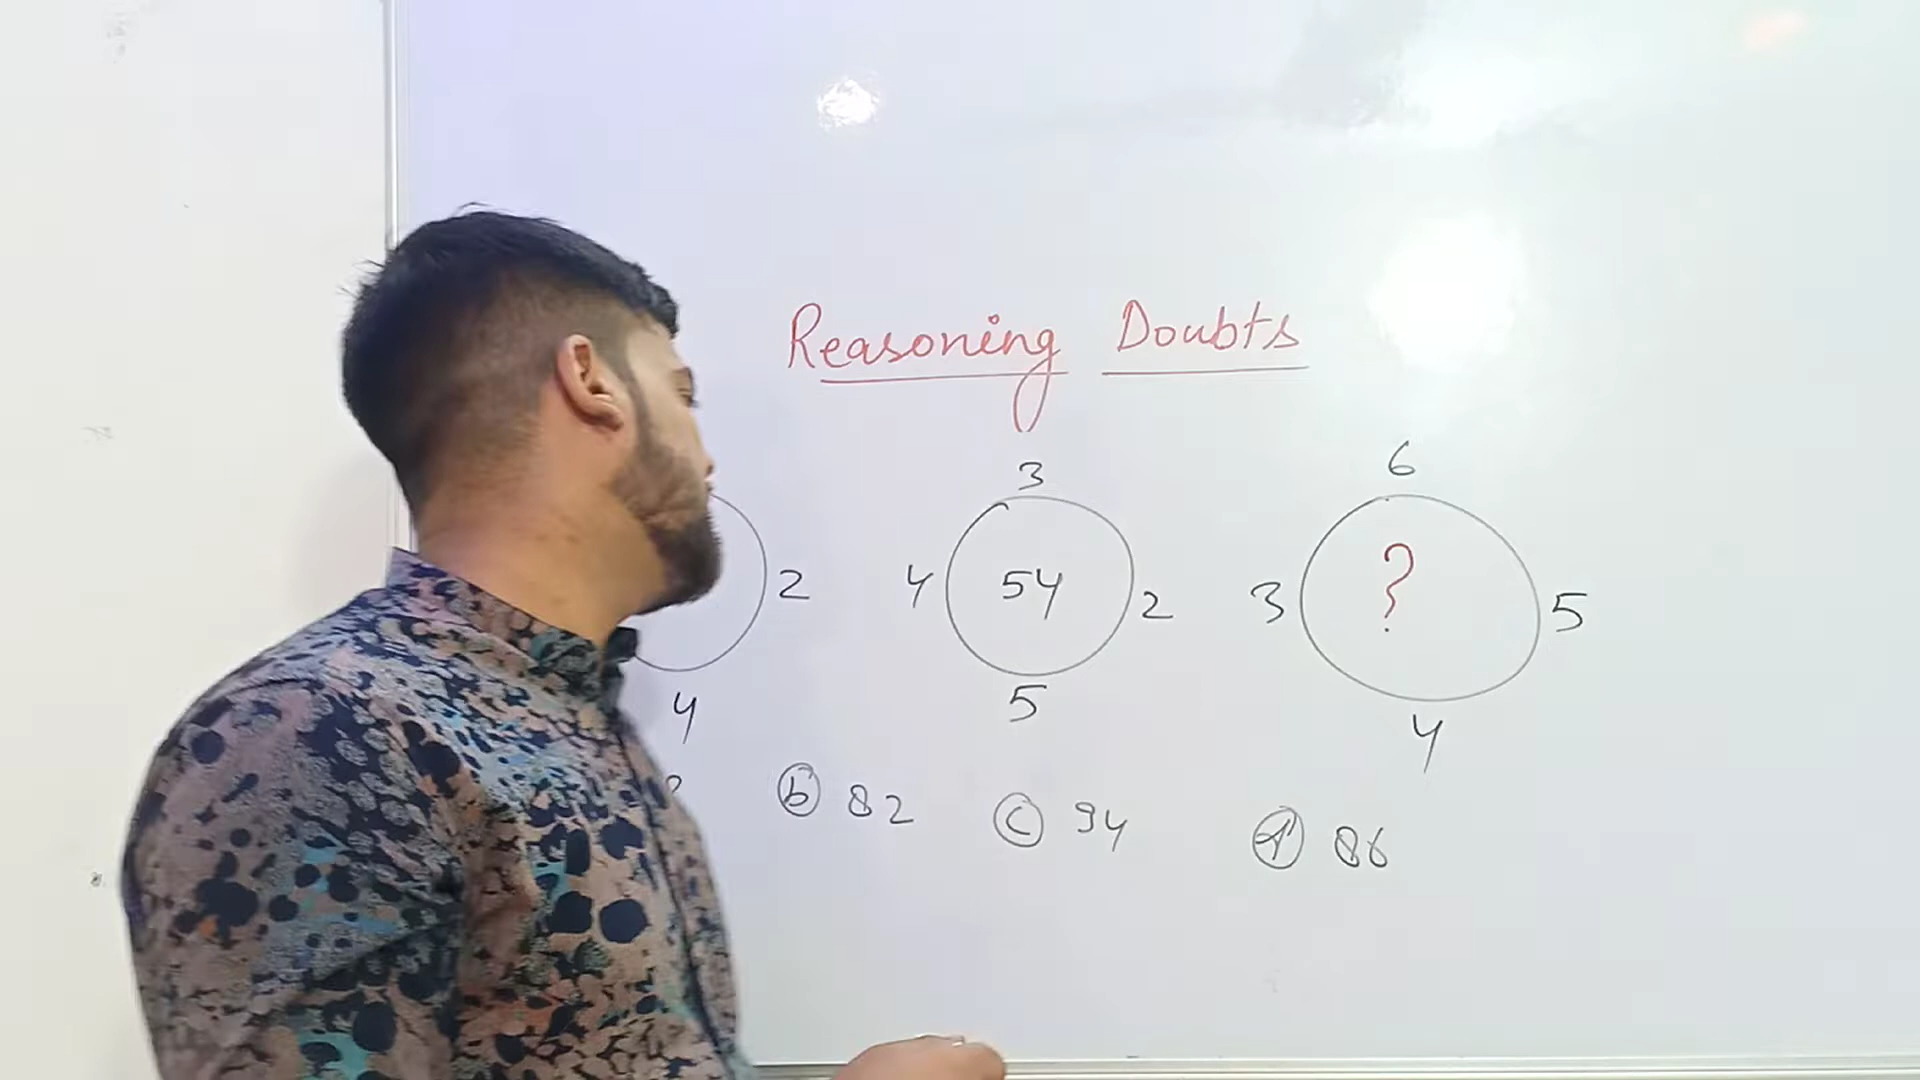 Reasoning Doubts
3 6
2 4 54 2 3 ? 5
4 5 4
ⓑ 82 ⓒ 94 ⓓ 86